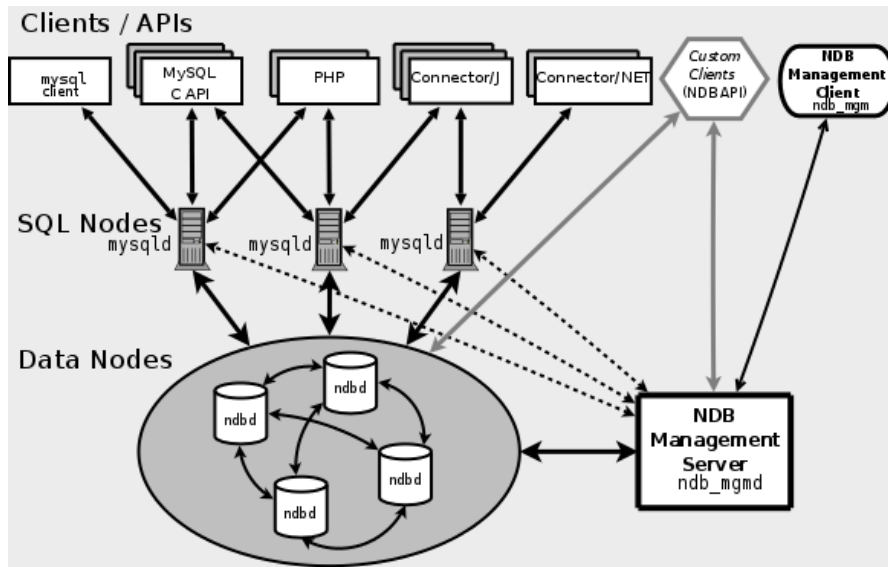 Clients / APIs
mysql
client
MySQL
C API
PHP
Connector/J
Connector/NET
Custom
Clients
(NDBAPI)
NDB
Management
Client
ndb_mgm
SQL Nodes
mysqld
mysqld
mysqld
Data Nodes
ndbd
ndbd
ndbd
ndbd
NDB
Management
Server
ndb_mgmd